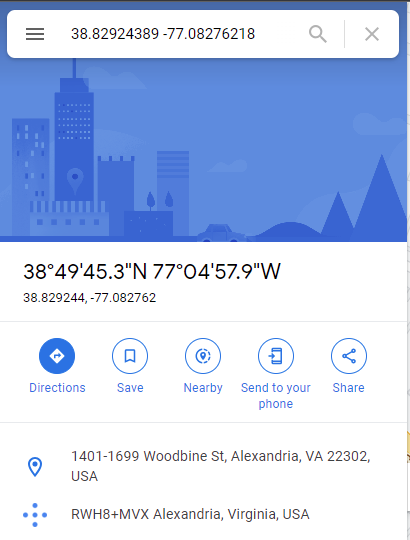 38.82924389 -77.08276218
38°49'45.3"N 77°04'57.9"W
38.829244, -77.082762
Directions
Save
Nearby
Send to your
phone
Share
1401-1699 Woodbine St, Alexandria, VA 22302,
USA
RWH8+MVX Alexandria, Virginia, USA